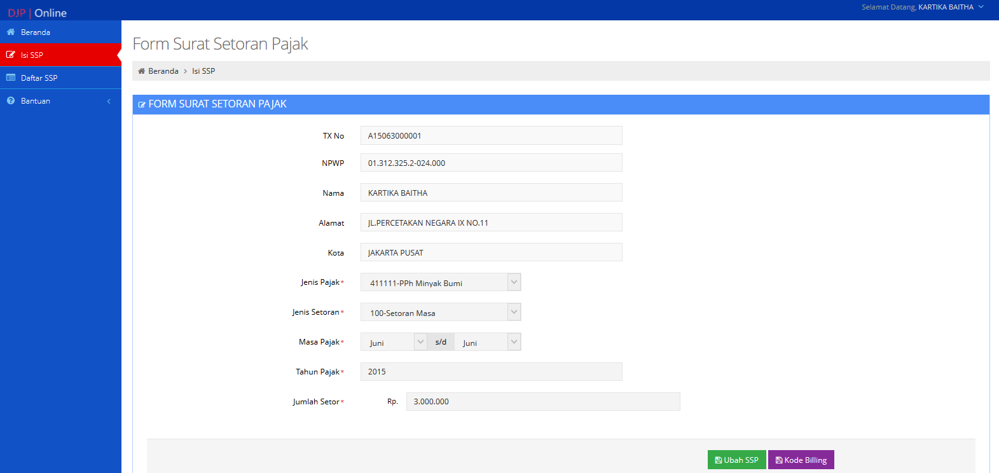 DJP | Online
Selamat Datang, KARTIKA BAITHA
Beranda
Isi SSP
Daftar SSP
Bantuan
Form Surat Setoran Pajak
Beranda > Isi SSP
FORM SURAT SETORAN PAJAK
TX No A15063000001
NPWP 01.312.325.2-024.000
Nama KARTIKA BAITHA
Alamat JL.PERCETAKAN NEGARA IX NO.11
Kota JAKARTA PUSAT
Jenis Pajak* 411111-PPh Minyak Bumi
Jenis Setoran* 100-Setoran Masa
Masa Pajak* Juni s/d Juni
Tahun Pajak* 2015
Jumlah Setor* Rp. 3.000.000
Ubah SSP Kode Billing